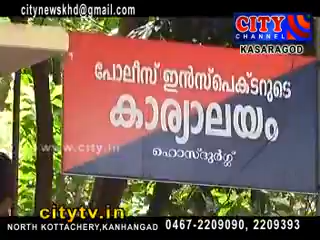 citynewskhd@gmail.com
CITY
CHANNEL
KASARAGOD
പോലീസ് ഇൻസ്പെക്ടറുടെ
കാര്യാലയം
ഹൊസ്ദുർഗ്ഗ്
www.city.in
citytv.in
NORTH KOTTACHERY,KANHANGAD 0467-2209090, 2209393